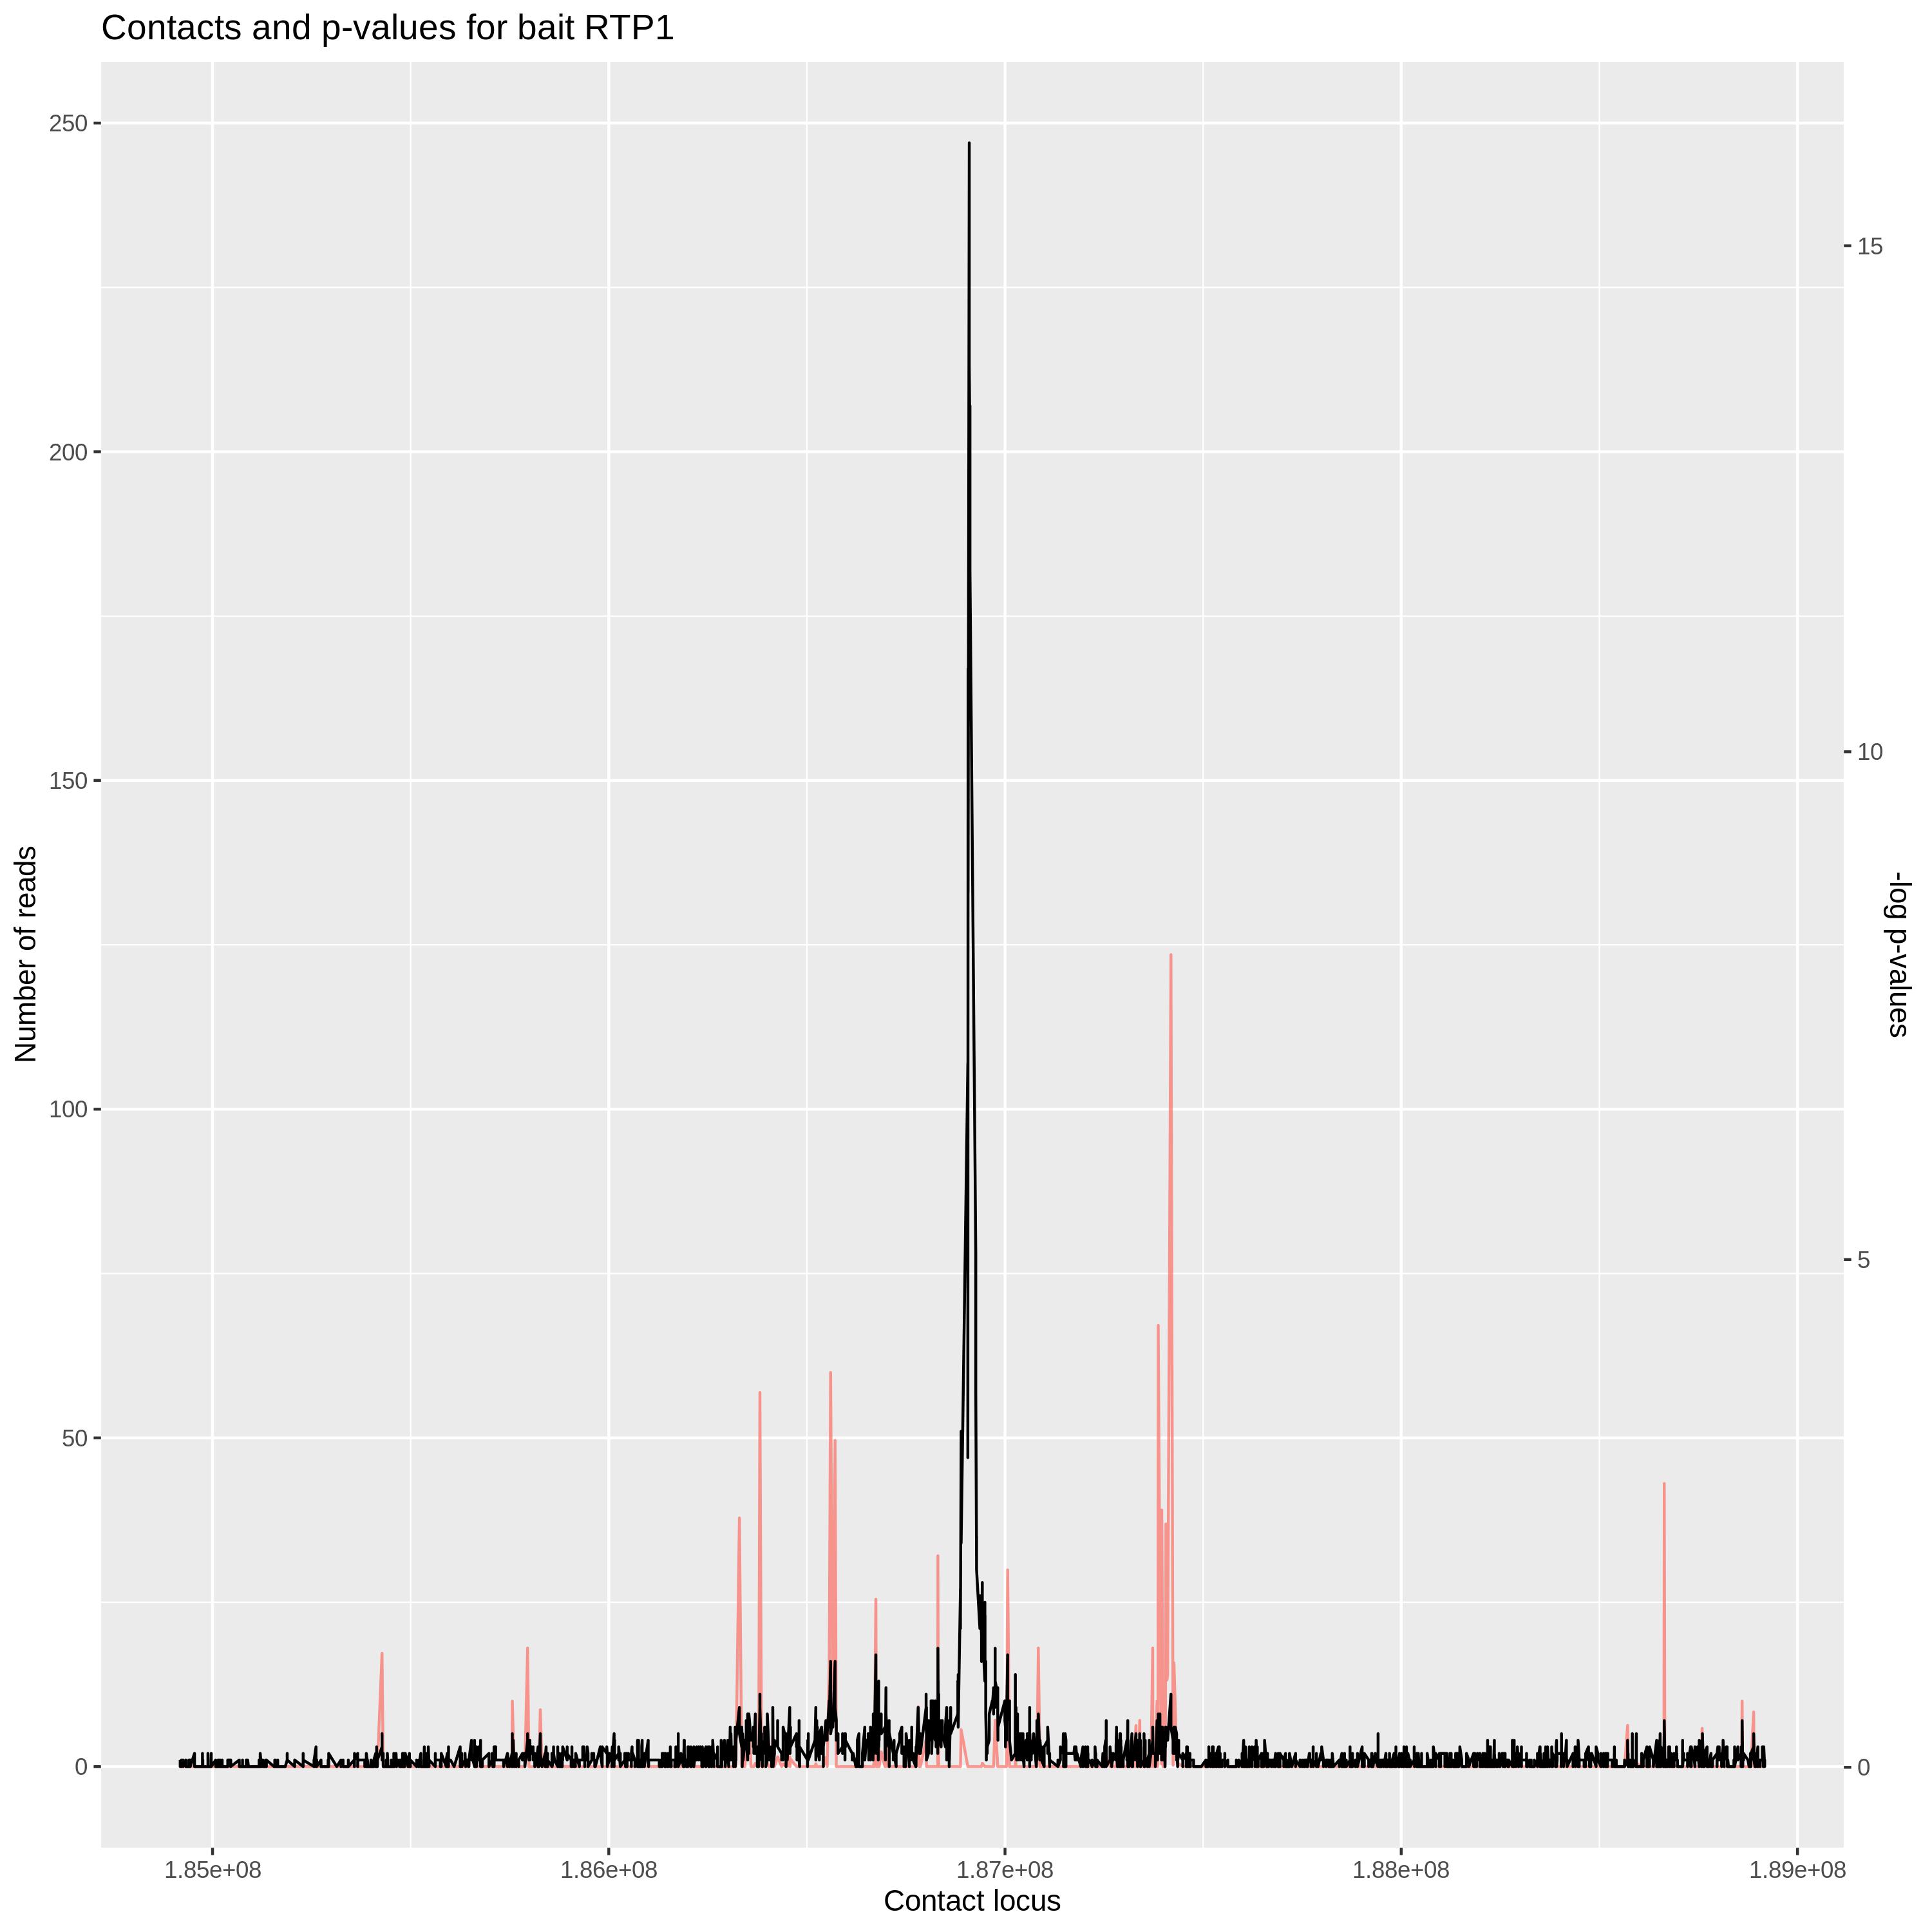 Contacts and p-values for bait RTP1
Number of reads
250
200
150
100
50
0
15
10
5
0
-log p-values
1.85e+08
1.86e+08
1.87e+08
1.88e+08
1.89e+08
Contact locus